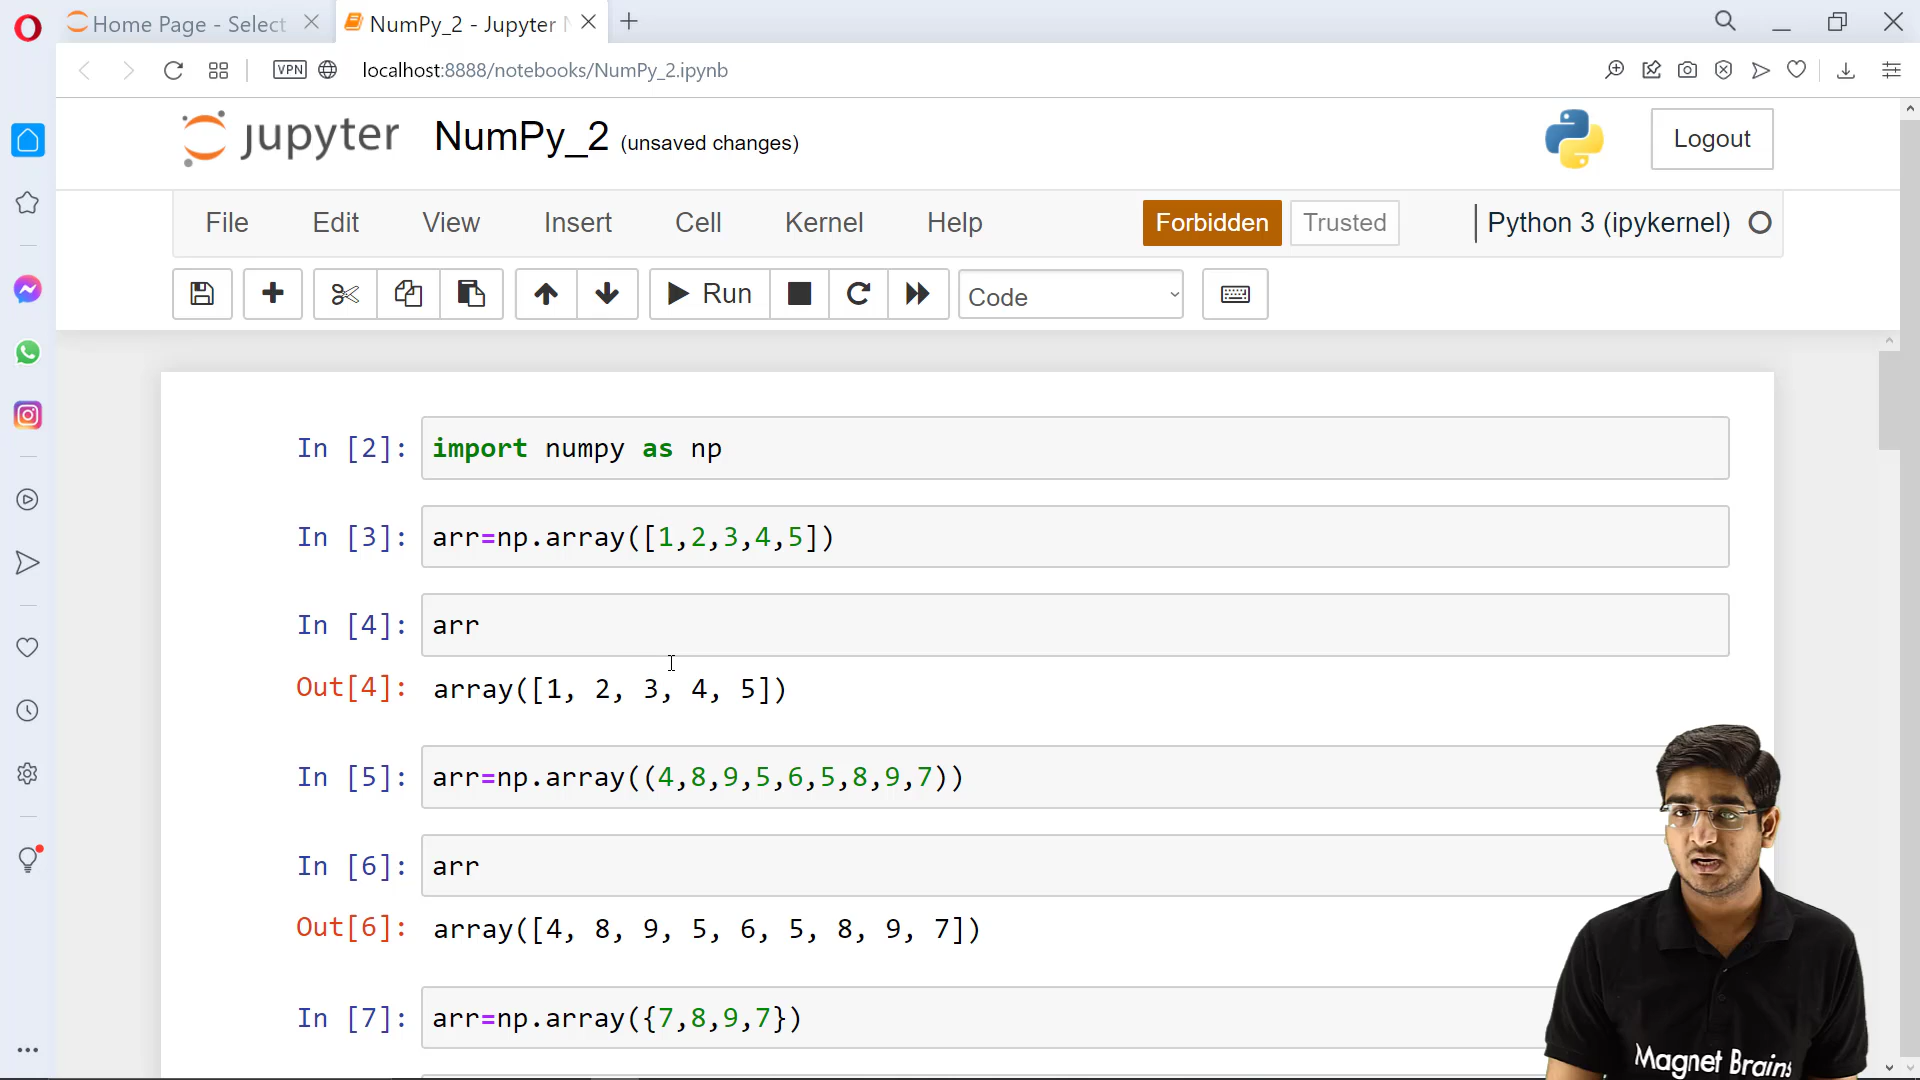 Home Page - Select
NumPy_2 - Jupyter
VPN
localhost:8888/notebooks/NumPy_2.ipynb
jupyter
NumPy_2 (unsaved changes)
Logout
File Edit View Insert Cell Kernel Help
Forbidden
Trusted
Python 3 (ipykernel)
Run
Code
In [2]: import numpy as np
In [3]: arr=np.array([1,2,3,4,5])
In [4]: arr
Out[4]: array([1, 2, 3, 4, 5])
In [5]: arr=np.array((4,8,9,5,6,5,8,9,7))
In [6]: arr
Out[6]: array([4, 8, 9, 5, 6, 5, 8, 9, 7])
In [7]: arr=np.array({7,8,9,7})
Magnet Brains